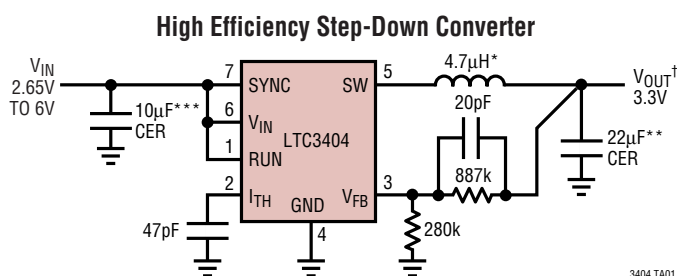 High Efficiency Step-Down Converter
VIN
2.65V
TO 6V
10µF***
CER
7
SYNC
6
VIN
1
RUN
2
ITH
LTC3404
SW
5
VFB
3
GND
4
47pF
4.7µH*
20pF
887k
280k
VOUT†
3.3V
22µF**
CER
3404 TA01